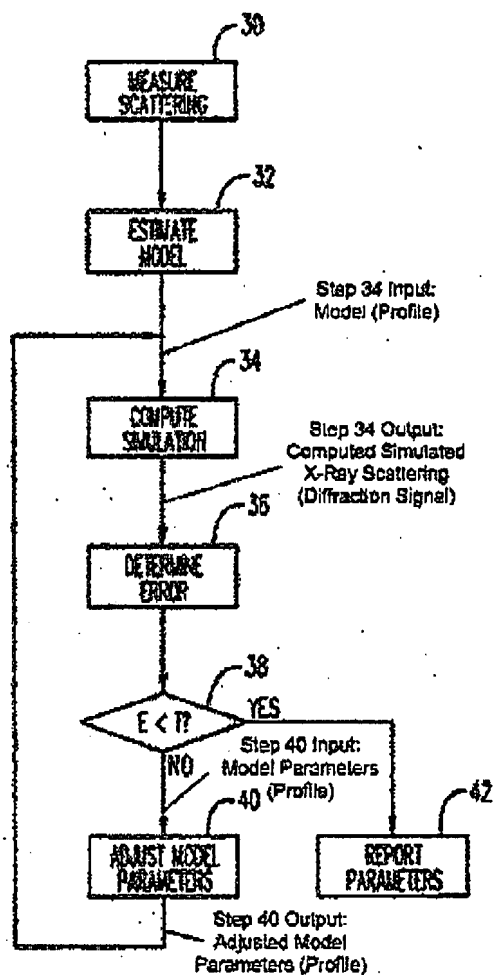 30
MEASURE
SCATTERING
32
ESTIMATE
MODEL
Step 34 Input:
Model (Profile)
34
COMPUTE
SIMULATION
Step 34 Output:
Computed Simulated
X-Ray Scattering
(Diffraction Signal)
36
DETERMINE
ERROR
38
E < T?
YES
NO
Step 40 Input:
Model Parameters
(Profile)
40
ADJUST MODEL
PARAMETERS
42
REPORT
PARAMETERS
Step 40 Output:
Adjusted Model
Parameters (Profile)